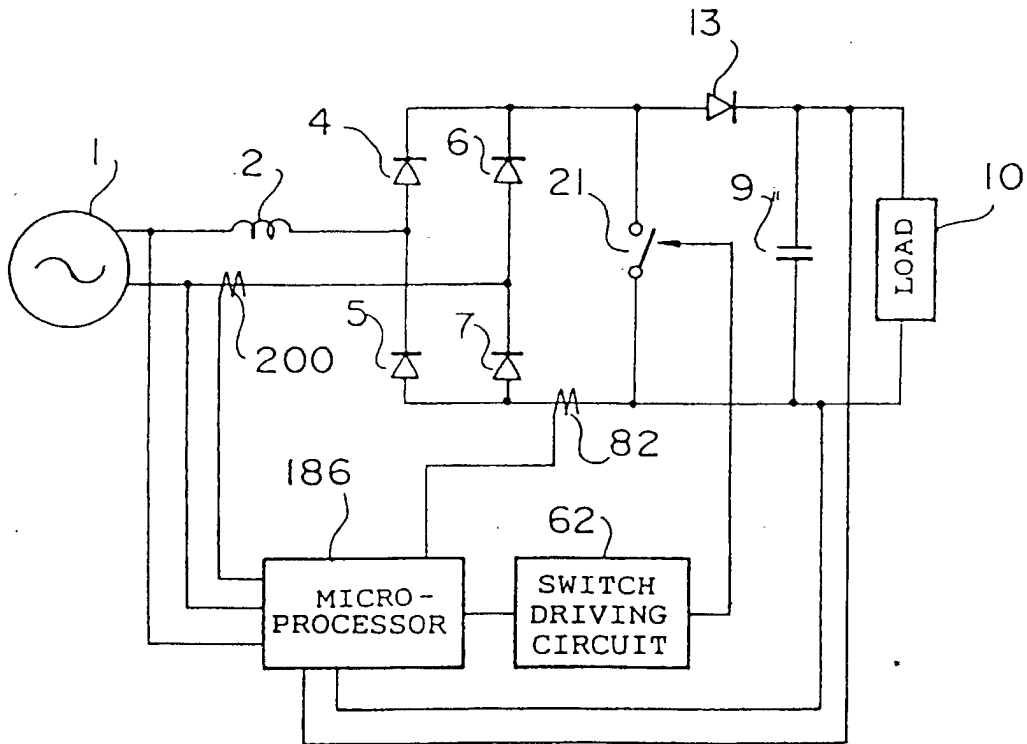 13
4
6
1
2
21
9
10
LOAD
5
7
200
82
186
62
MICRO-
PROCESSOR
SWITCH
DRIVING
CIRCUIT